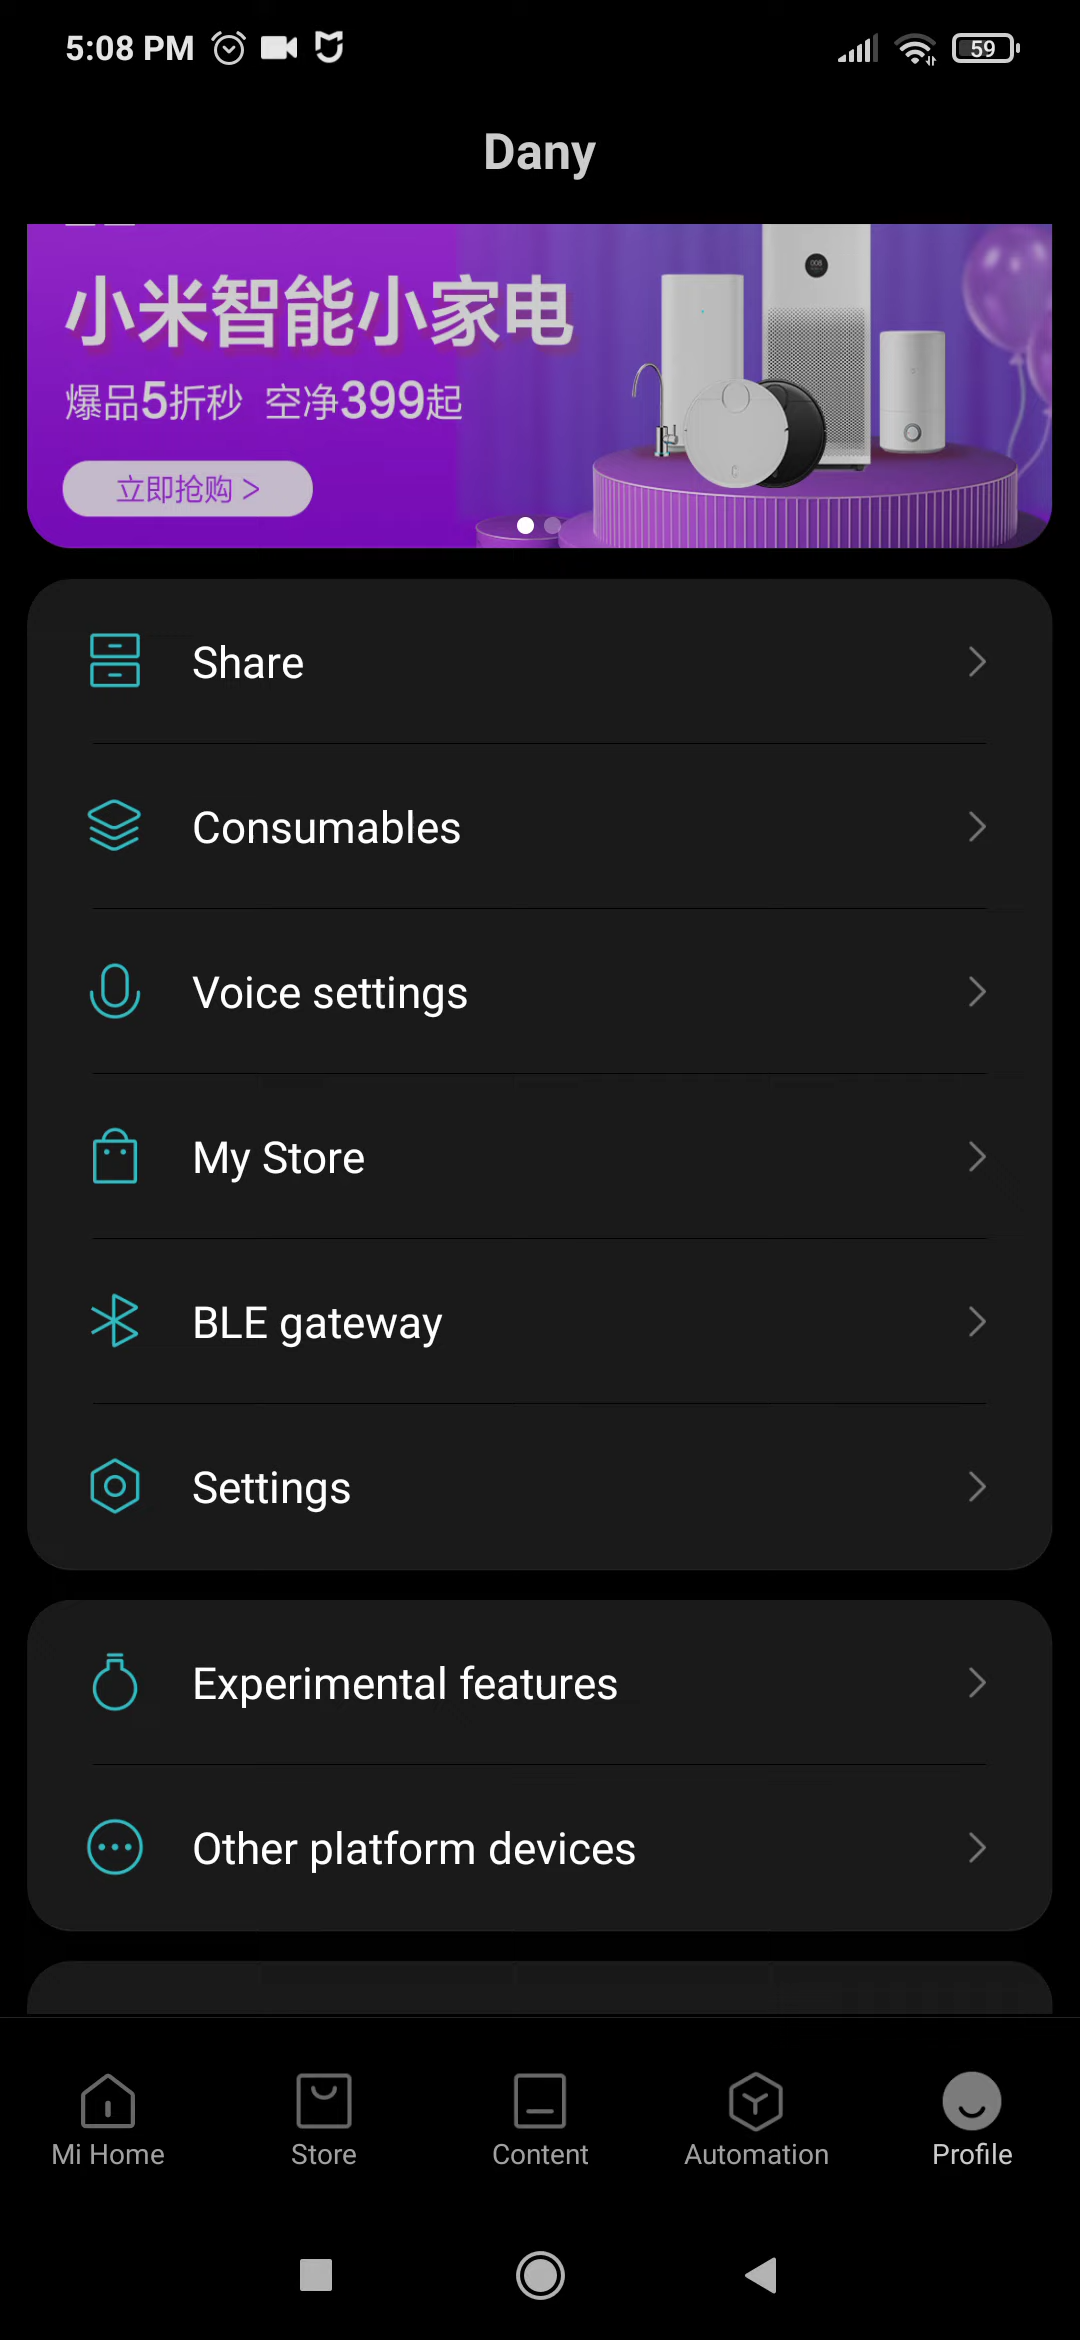 5:08 PM
59
Dany
小米智能小家电
爆品5折秒 空净399起
立即抢购 >
Share
Consumables
Voice settings
My Store
BLE gateway
Settings
Experimental features
Other platform devices
Mi Home
Store
Content
Automation
Profile